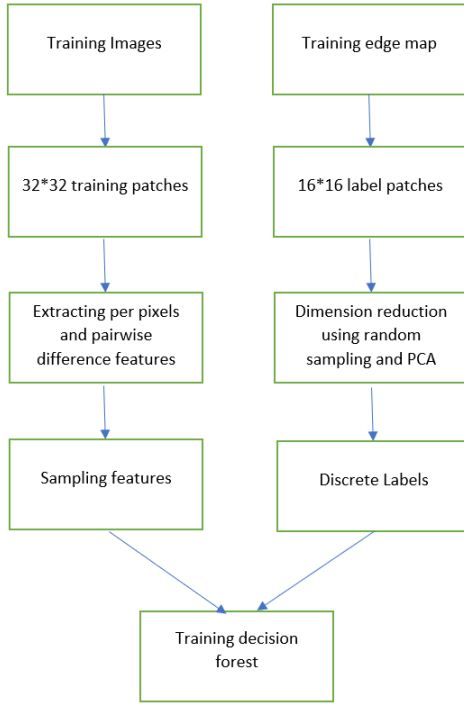 Training Images
Training edge map
32*32 training patches
16*16 label patches
Extracting per pixels
and pairwise
difference features
Dimension reduction
using random
sampling and PCA
Sampling features
Discrete Labels
Training decision
forest